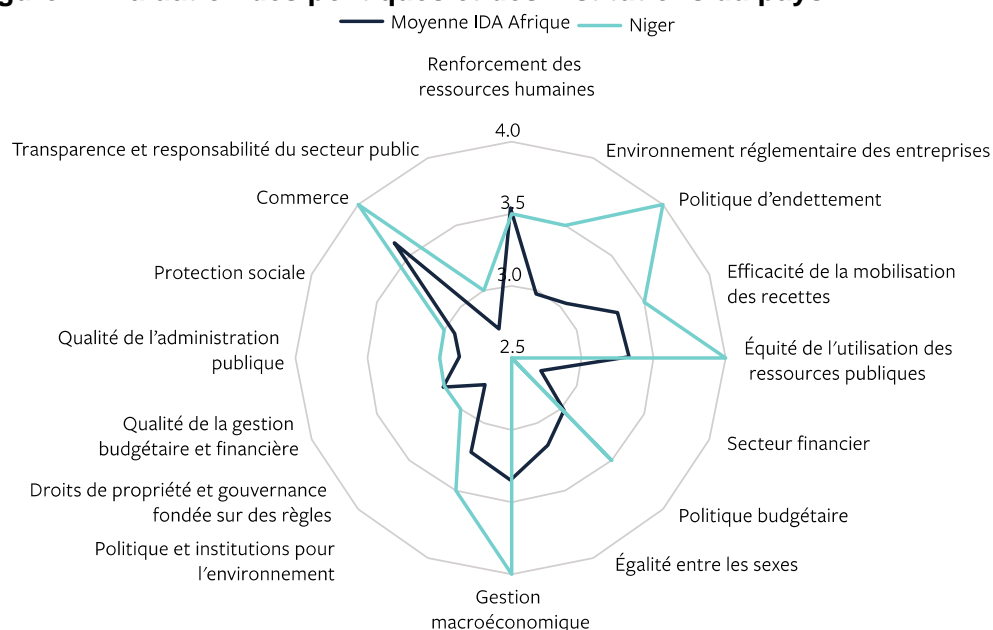 Moyenne IDA Afrique
Niger
Renforcement des
ressources humaines
4.0
Transparence et responsabilité du secteur public
Environnement réglementaire des entreprises
Commerce
3.5
Politique d'endettement
Protection sociale
3.0
Efficacité de la mobilisation
des recettes
Qualité de l'administration
publique
2.5
Équité de l'utilisation des
ressources publiques
Qualité de la gestion
budgétaire et financière
Secteur financier
Droits de propriété et gouvernance
fondée sur des règles
Politique budgétaire
Politique et institutions pour
l'environnement
Égalité entre les sexes
Gestion
macroéconomique